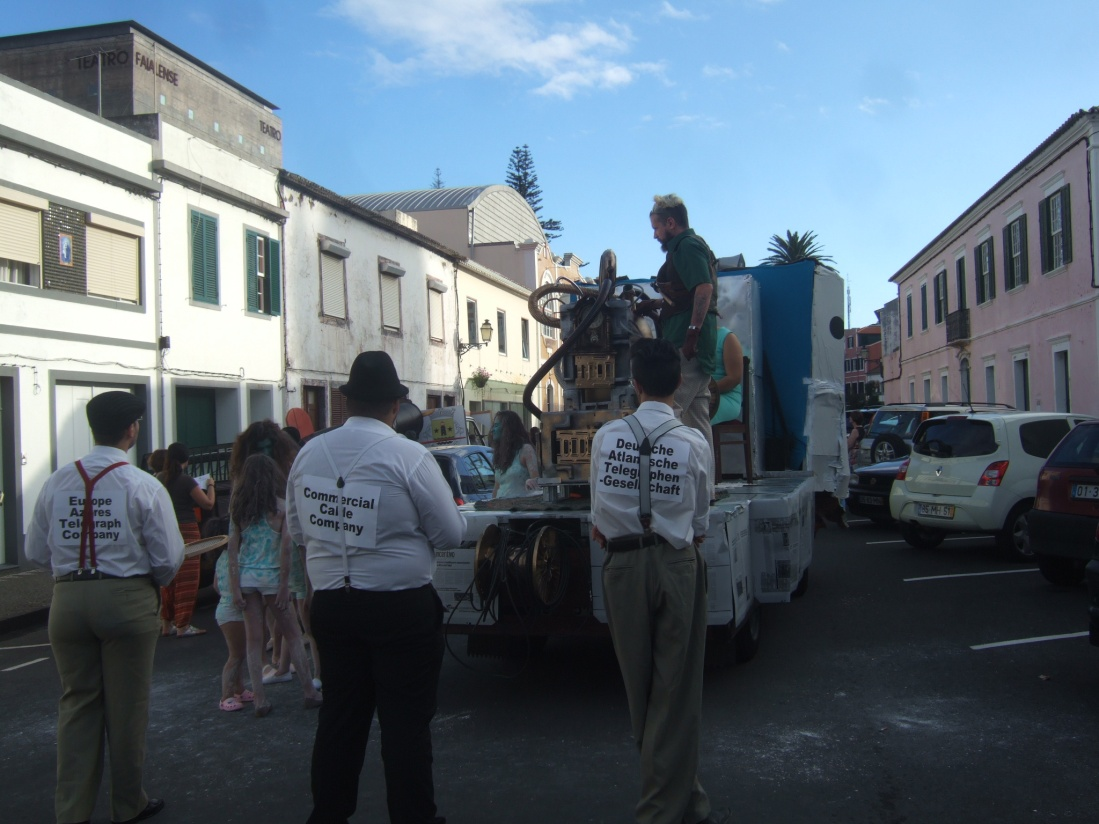 TEATRO FAIALENSE
TEATRO
Europe
Azores
Telegraph
Company
Commercial
Cable
Company
Deutsche
Atlantische
Telegraphen
-Gesellschaft